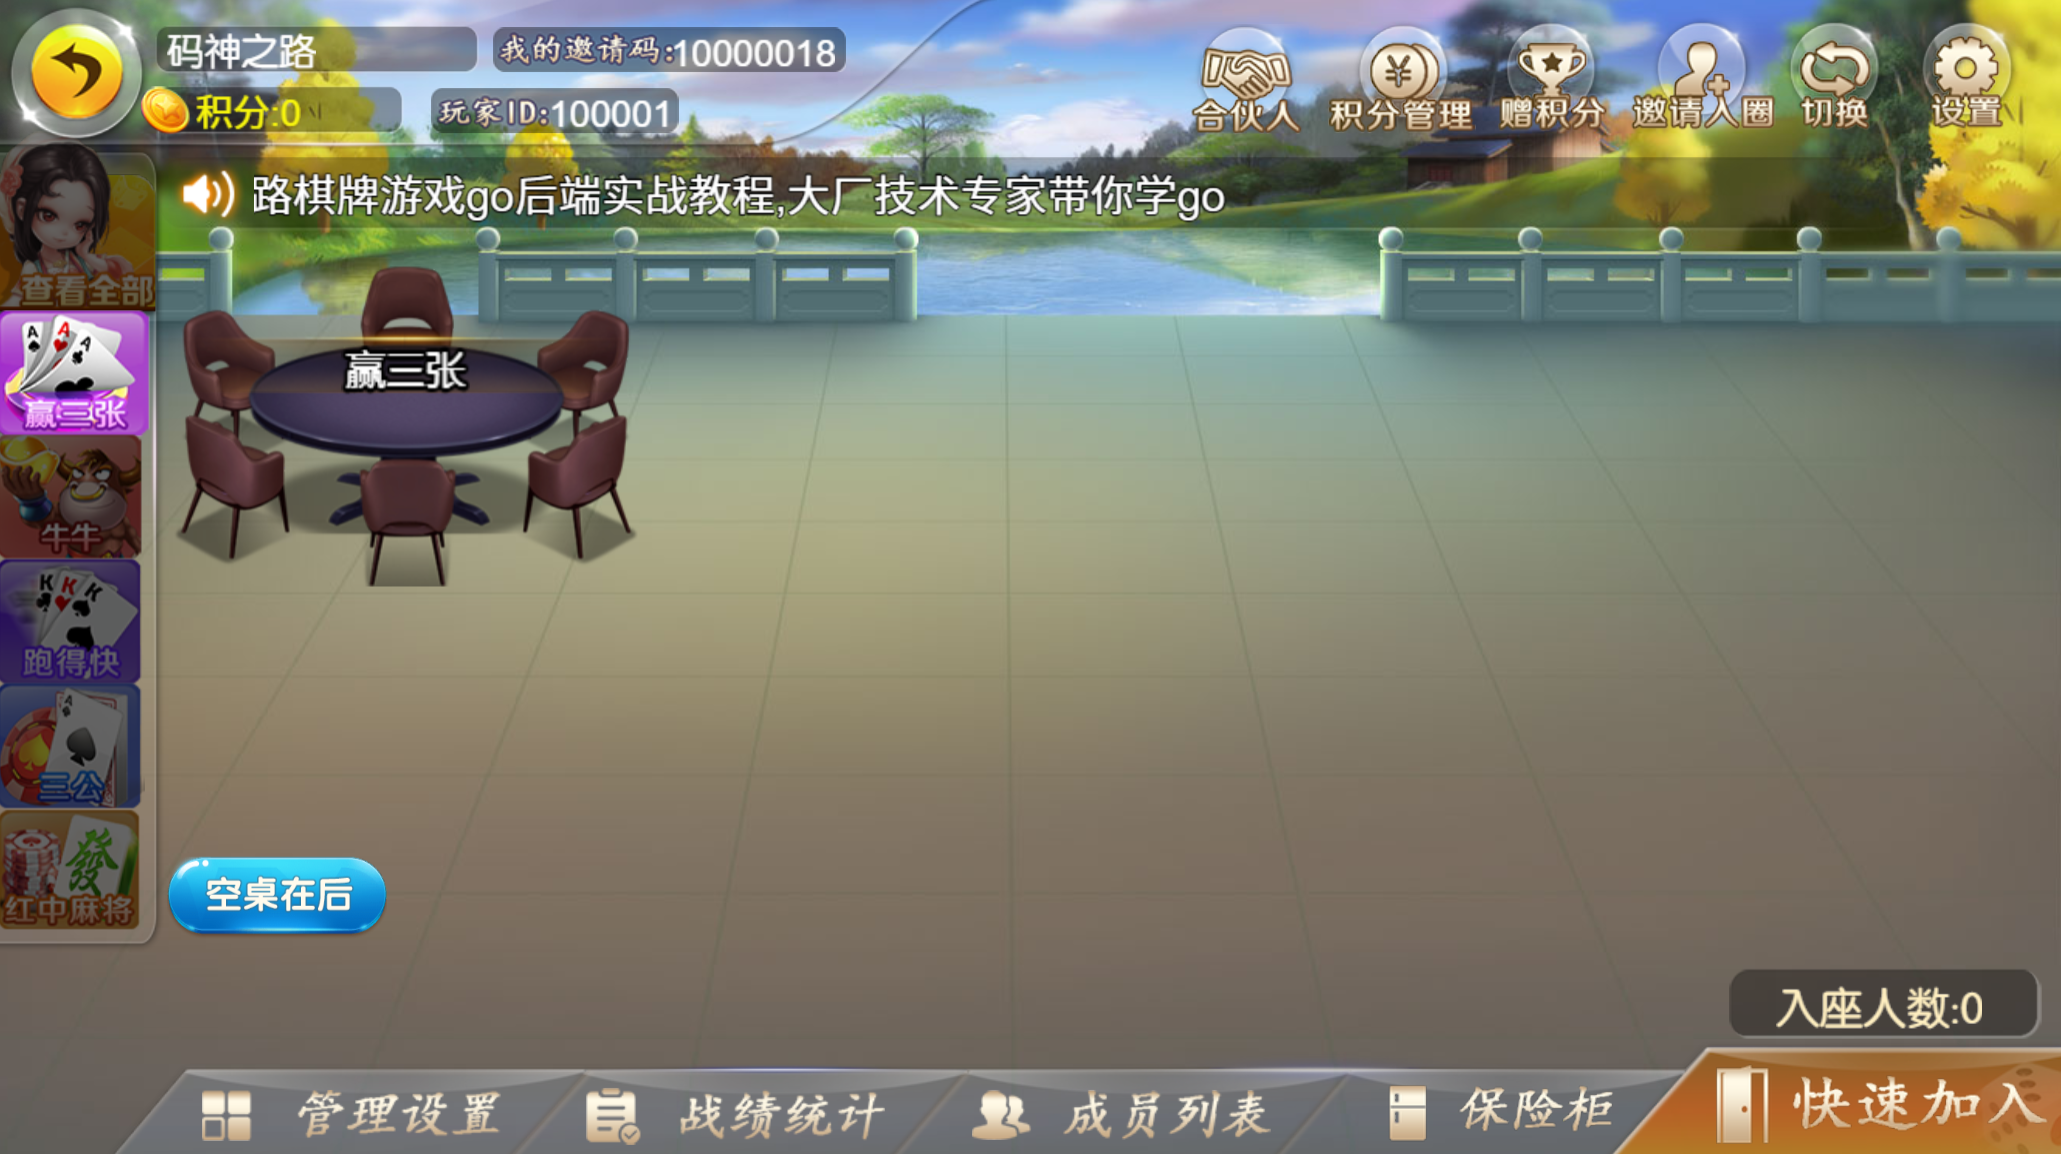 码神之路
我的邀请码:10000018
积分:0
玩家ID:100001
合伙人
积分管理
赠积分
邀请入圈
切换
设置
路棋牌游戏go后端实战教程,大厂技术专家带你学go
查看全部
赢三张
牛牛
跑得快
三公
红中麻将
赢三张
空桌在后
入座人数:0
管理设置
战绩统计
成员列表
保险柜
快速加入